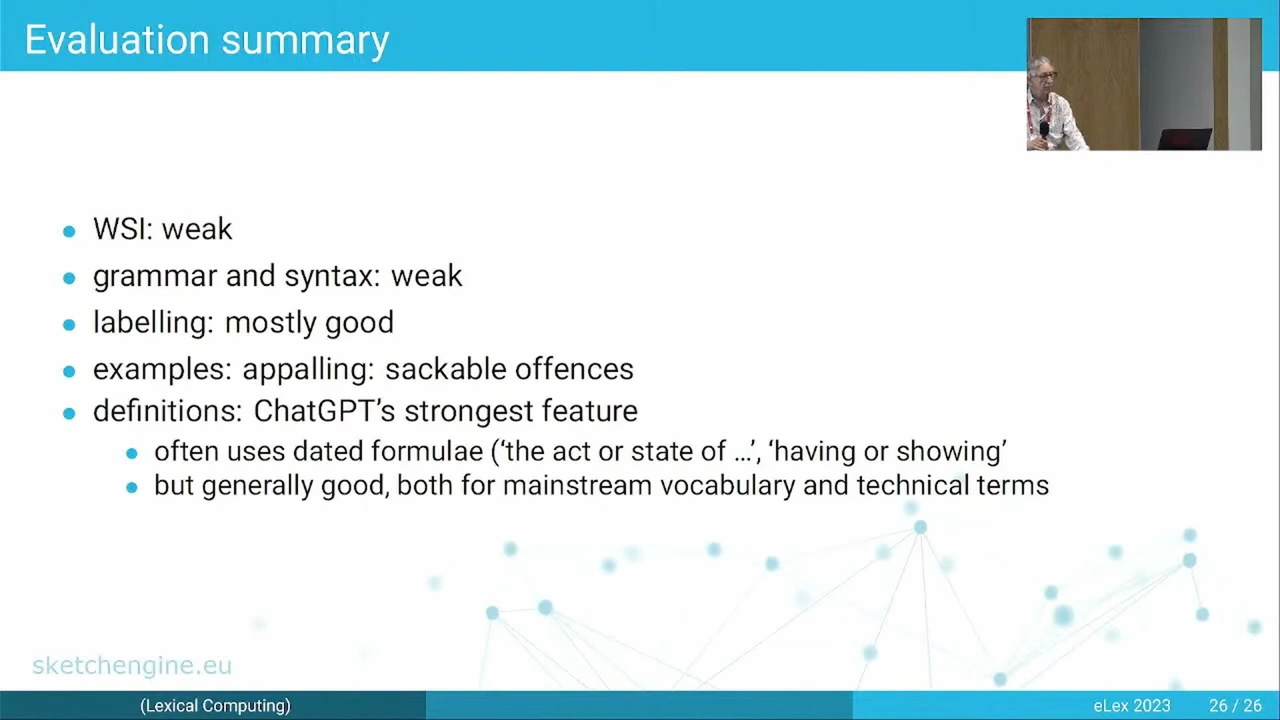 Evaluation summary
WSI: weak
grammar and syntax: weak
labelling: mostly good
examples: appalling: sackable offences
definitions: ChatGPT’s strongest feature
often uses dated formulae (‘the act or state of ...’, ‘having or showing’
but generally good, both for mainstream vocabulary and technical terms
sketchengine.eu
(Lexical Computing)
eLex 2023
26 / 26